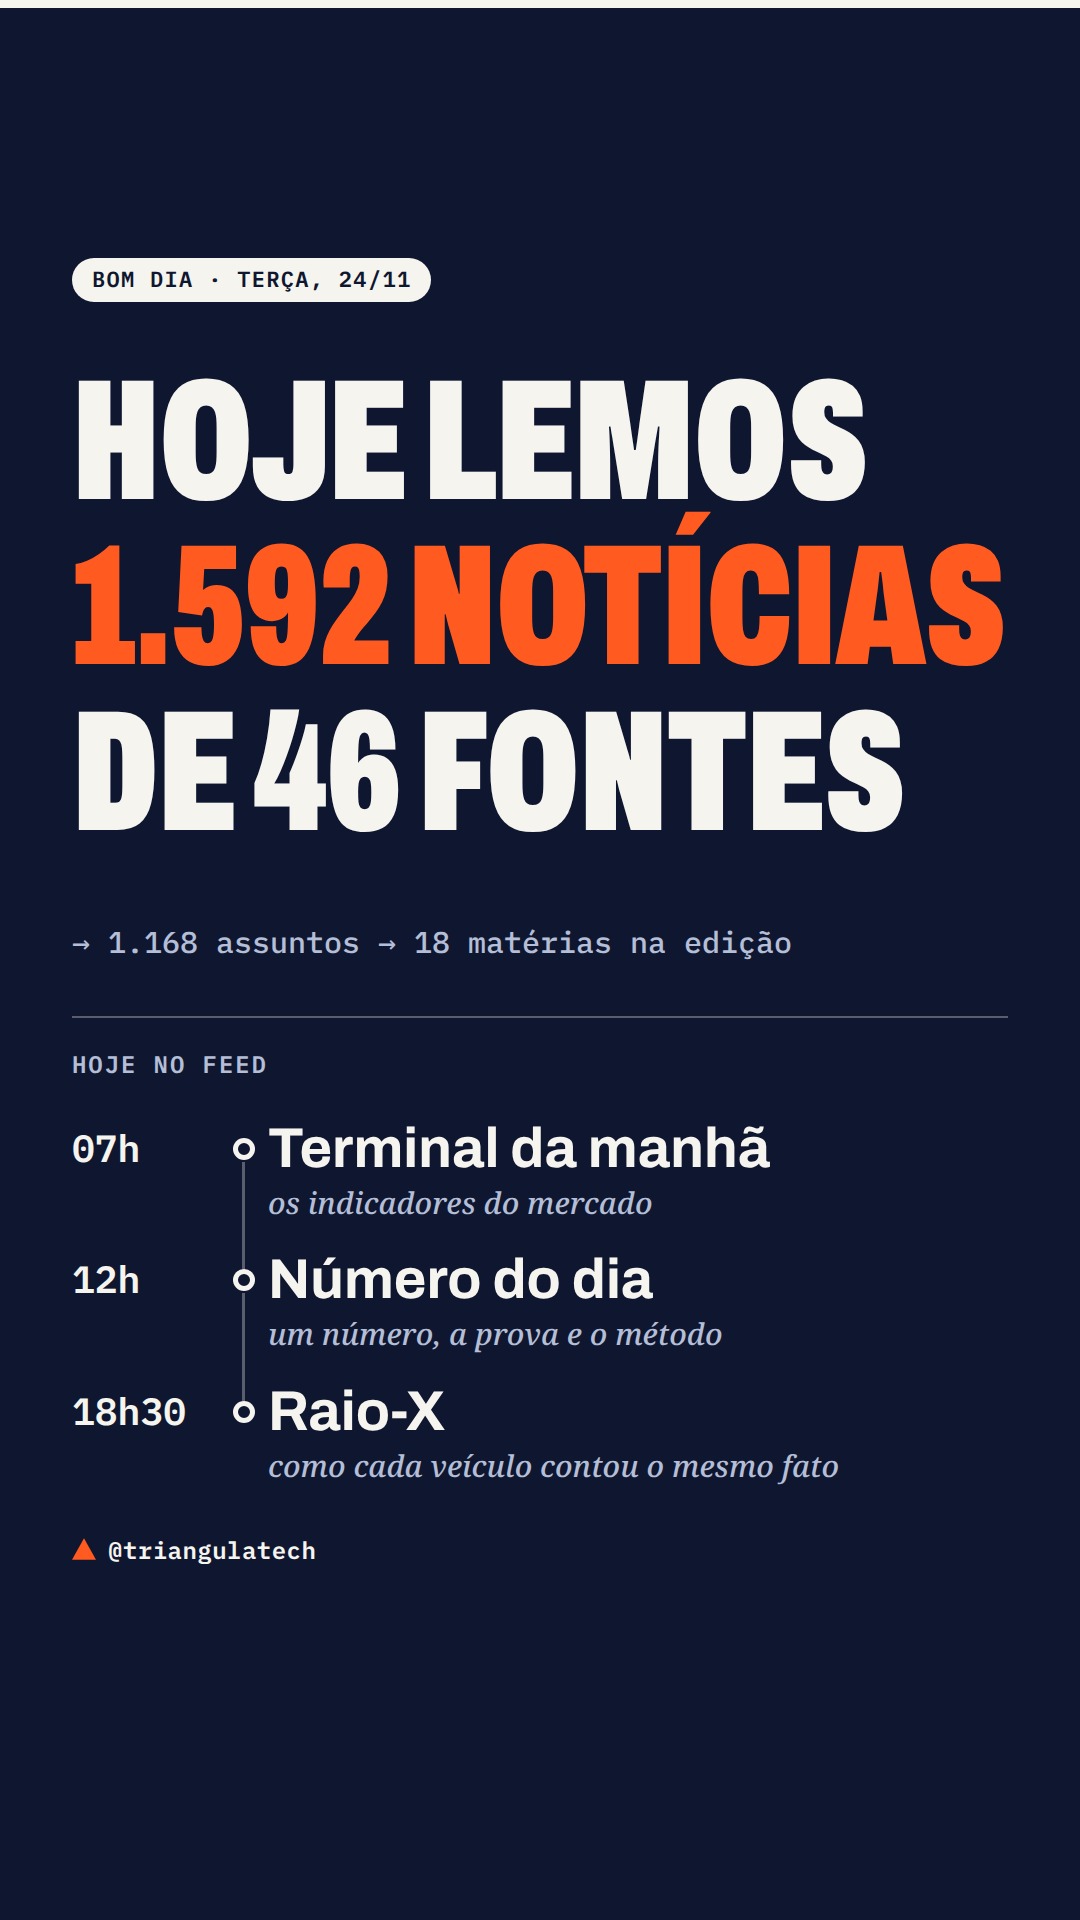 BOM DIA · TERÇA, 24/11
HOJE LEMOS
1.592 NOTÍCIAS
DE 46 FONTES
→ 1.168 assuntos → 18 matérias na edição
HOJE NO FEED
07h Terminal da manhã
os indicadores do mercado
12h Número do dia
um número, a prova e o método
18h30 Raio-X
como cada veículo contou o mesmo fato
@triangulatech